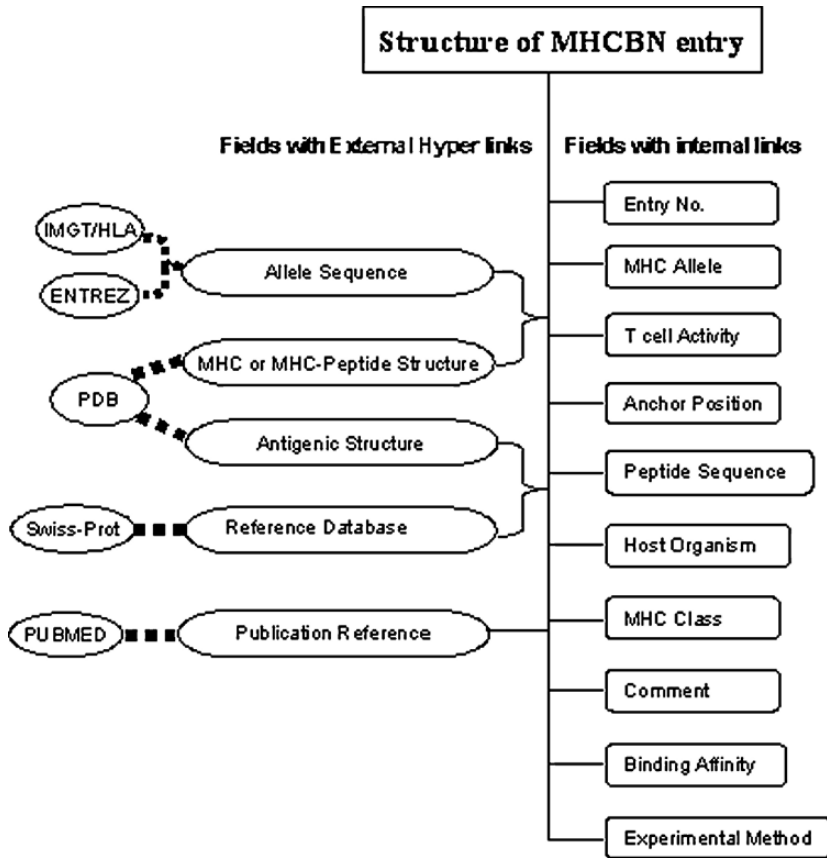 Structure of MHCBN entry
Fields with External Hyper links
Fields with internal links
IMGT/HLA
ENTREZ
Allele Sequence
MHC or MHC-Peptide Structure
PDB
Antigenic Structure
Swiss-Prot
Reference Database
PUBMED
Publication Reference
Entry No.
MHC Allele
T cell Activity
Anchor Position
Peptide Sequence
Host Organism
MHC Class
Comment
Binding Affinity
Experimental Method